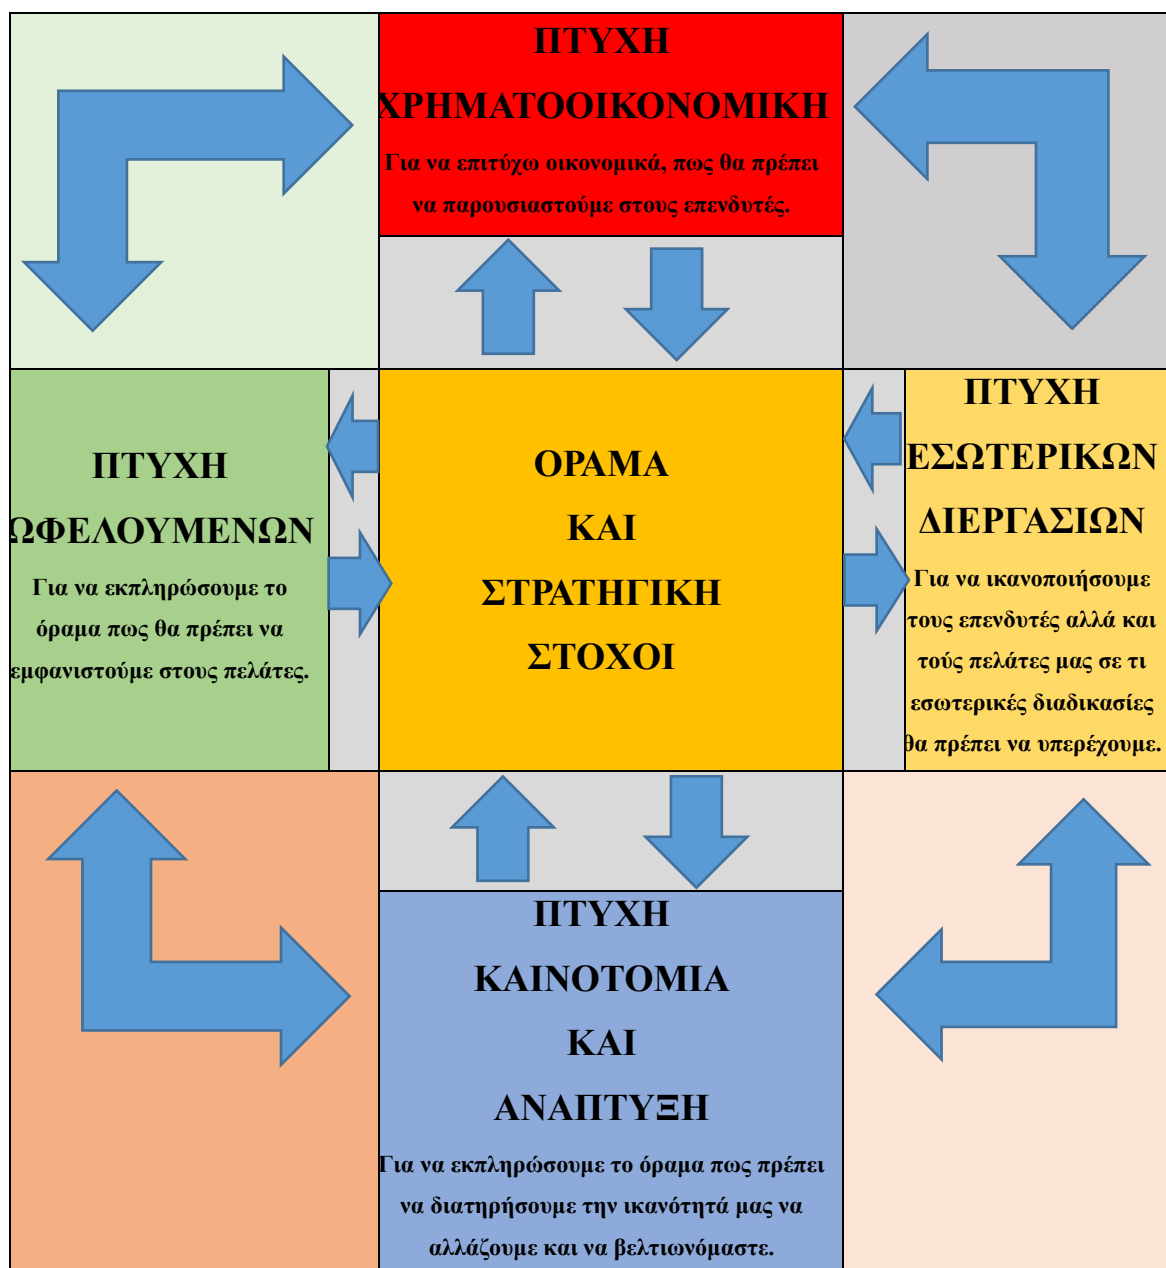 ΠΤΥΧΗ
ΧΡΗΜΑΤΟΟΙΚΟΝΟΜΙΚΗ
Για να επιτύχω οικονομικά, πως θα πρέπει
να παρουσιαστούμε στους επενδυτές.
ΠΤΥΧΗ
ΩΦΕΛΟΥΜΕΝΩΝ
Για να εκπληρώσουμε το
όραμα πως θα πρέπει να
εμφανιστούμε στους πελάτες.
ΟΡΑΜΑ
ΚΑΙ
ΣΤΡΑΤΗΓΙΚΗ
ΣΤΟΧΟΙ
ΠΤΥΧΗ
ΕΣΩΤΕΡΙΚΩΝ
ΔΙΕΡΓΑΣΙΩΝ
Για να ικανοποιήσουμε
τους επενδυτές αλλά και
τούς πελάτες μας σε τι
εσωτερικές διαδικασίες
θα πρέπει να υπερέχουμε.
ΠΤΥΧΗ
ΚΑΙΝΟΤΟΜΙΑ
ΚΑΙ
ΑΝΑΠΤΥΞΗ
Για να εκπληρώσουμε το όραμα πως πρέπει
να διατηρήσουμε την ικανότητά μας να
αλλάζουμε και να βελτιωνόμαστε.